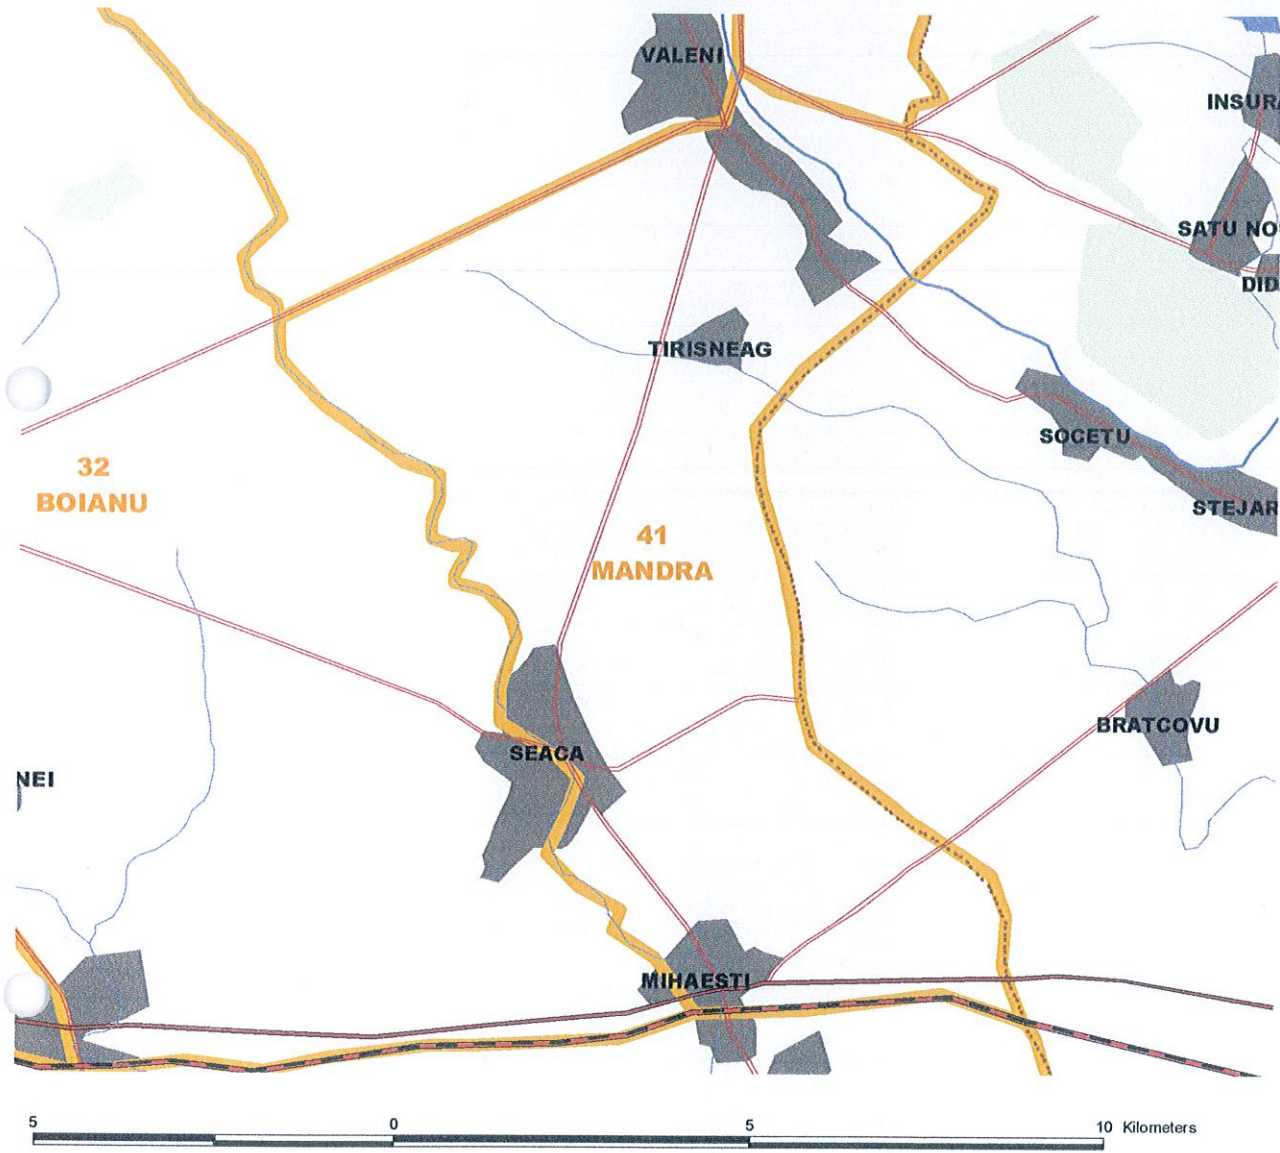 VALENI
INSURA
SATU NO
DID
TIRISNEAG
SOCETU
32
BOIANU
STEJAR
41
MANDRA
BRATCOVU
SEACA
NEI
MIHAESTI
5 0 5 10 Kilometers